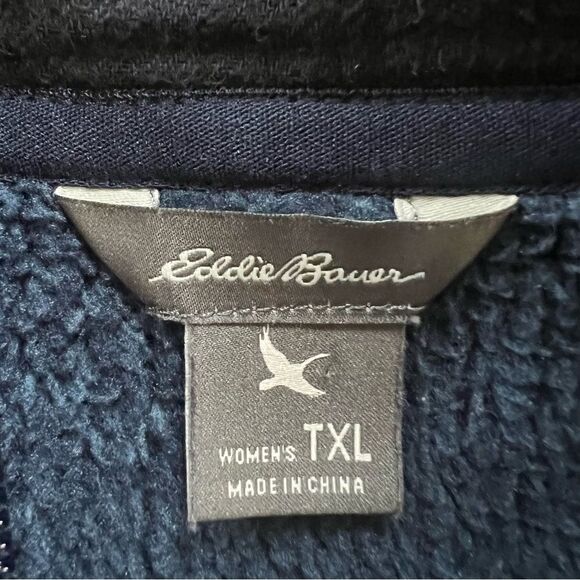 Eddie Bauer
WOMEN'S TXL
MADE IN CHINA